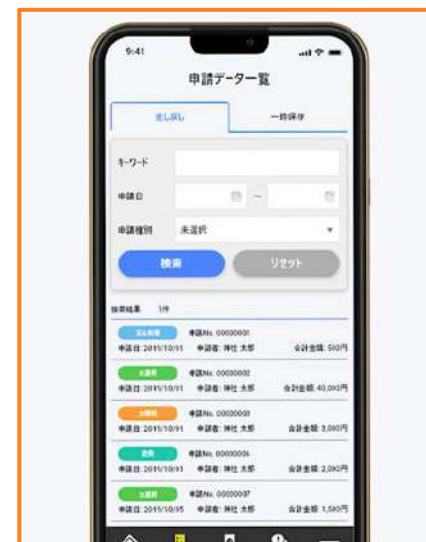 9:41
申請データ一覧
差し戻し 一時保存
キーワード
申請日 ~
申請種別 未選択
検索 リセット
検索結果
申請No. 00000001
申請日: 2019/10/01 申請者: 神社 太郎 合計金額: 500円
申請No. 00000002
申請日: 2019/10/01 申請者: 神社 太郎 合計金額: 40,000円
申請No. 00000003
申請日: 2019/10/01 申請者: 神社 太郎 合計金額: 3,000円
申請日: 2019/10/01 申請者: 神社 太郎 合計金額: 2,000円
申請No. 00000007
申請日: 2019/10/05 申請者: 神社 太郎 合計金額: 1,500円